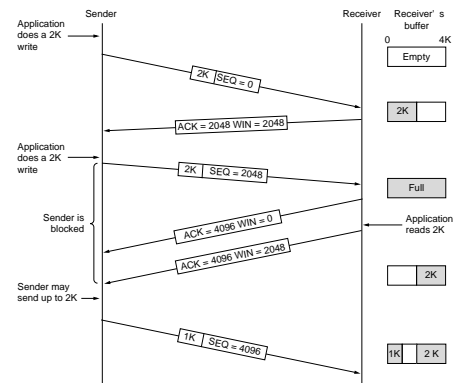 Sender
Receiver
Receiver' s
buffer
Application
does a 2K
write
0 4K
Empty
2K SEQ = 0
2K
ACK = 2048 WIN = 2048
Application
does a 2K
write
2K SEQ = 2048
Full
Sender is
blocked
ACK = 4096 WIN = 0
Application
reads 2K
ACK = 4096 WIN = 2048
2K
Sender may
send up to 2K
1K SEQ = 4096
1K 2 K